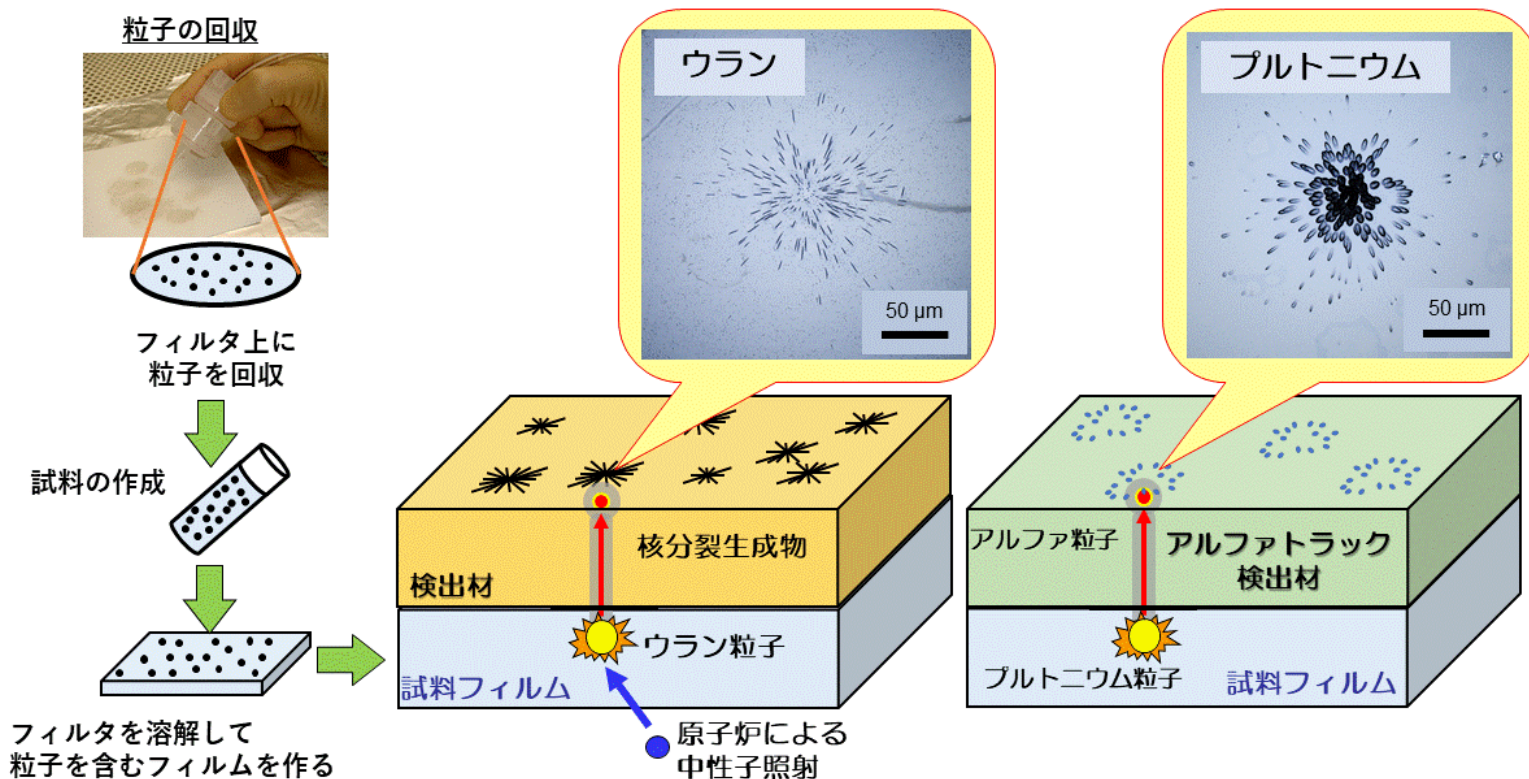 粒子の回収
フィルタ上に
粒子を回収
試料の作成
フィルタを溶解して
粒子を含むフィルムを作る
ウラン
50 µm
核分裂生成物
検出材
ウラン粒子
試料フィルム
原子炉による
中性子照射
プルトニウム
50 µm
アルファ粒子
アルファトラック
検出材
プルトニウム粒子
試料フィルム